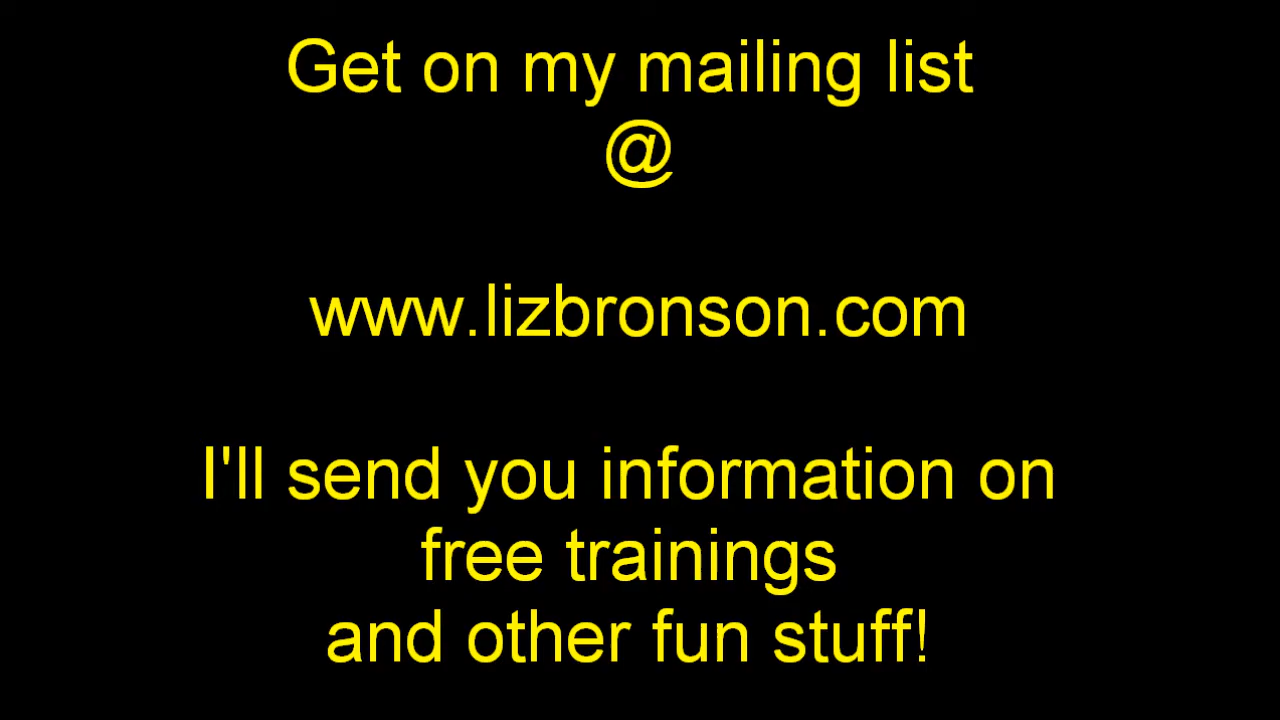 Get on my mailing list
@
www.lizbronson.com
I'll send you information on
free trainings
and other fun stuff!